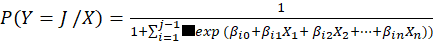 P(Y = J /X) = 1 / (1+∑_{i=1}^{j−1} ■exp (β_{i0}+β_{i1}X_1+ β_{i2}X_2+⋯+β_{in}X_n))